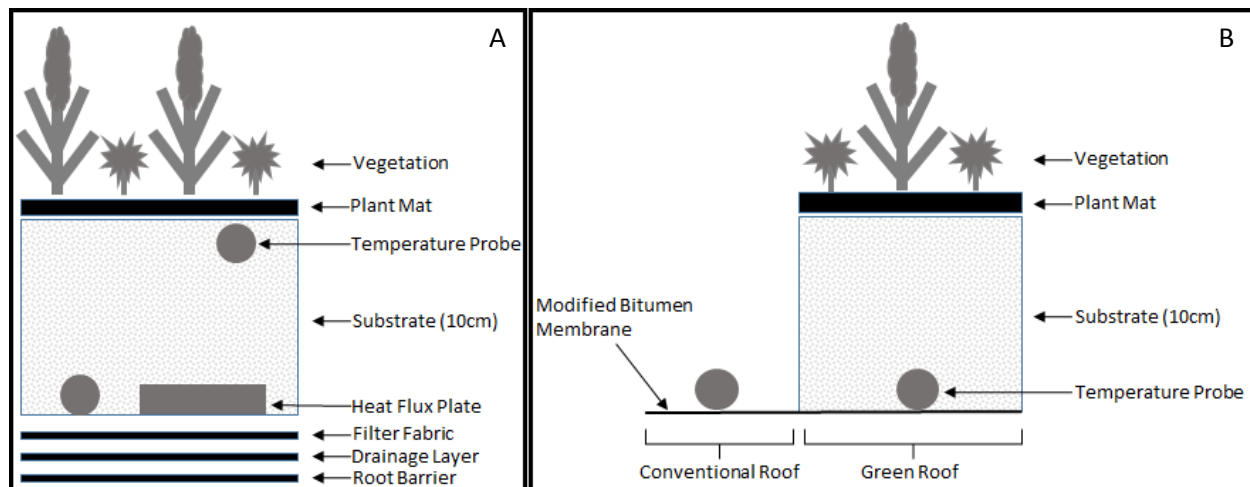 A
Vegetation
Plant Mat
Temperature Probe
Substrate (10cm)
Heat Flux Plate
Filter Fabric
Drainage Layer
Root Barrier
B
Vegetation
Plant Mat
Modified Bitumen
Membrane
Substrate (10cm)
Temperature Probe
Conventional Roof
Green Roof